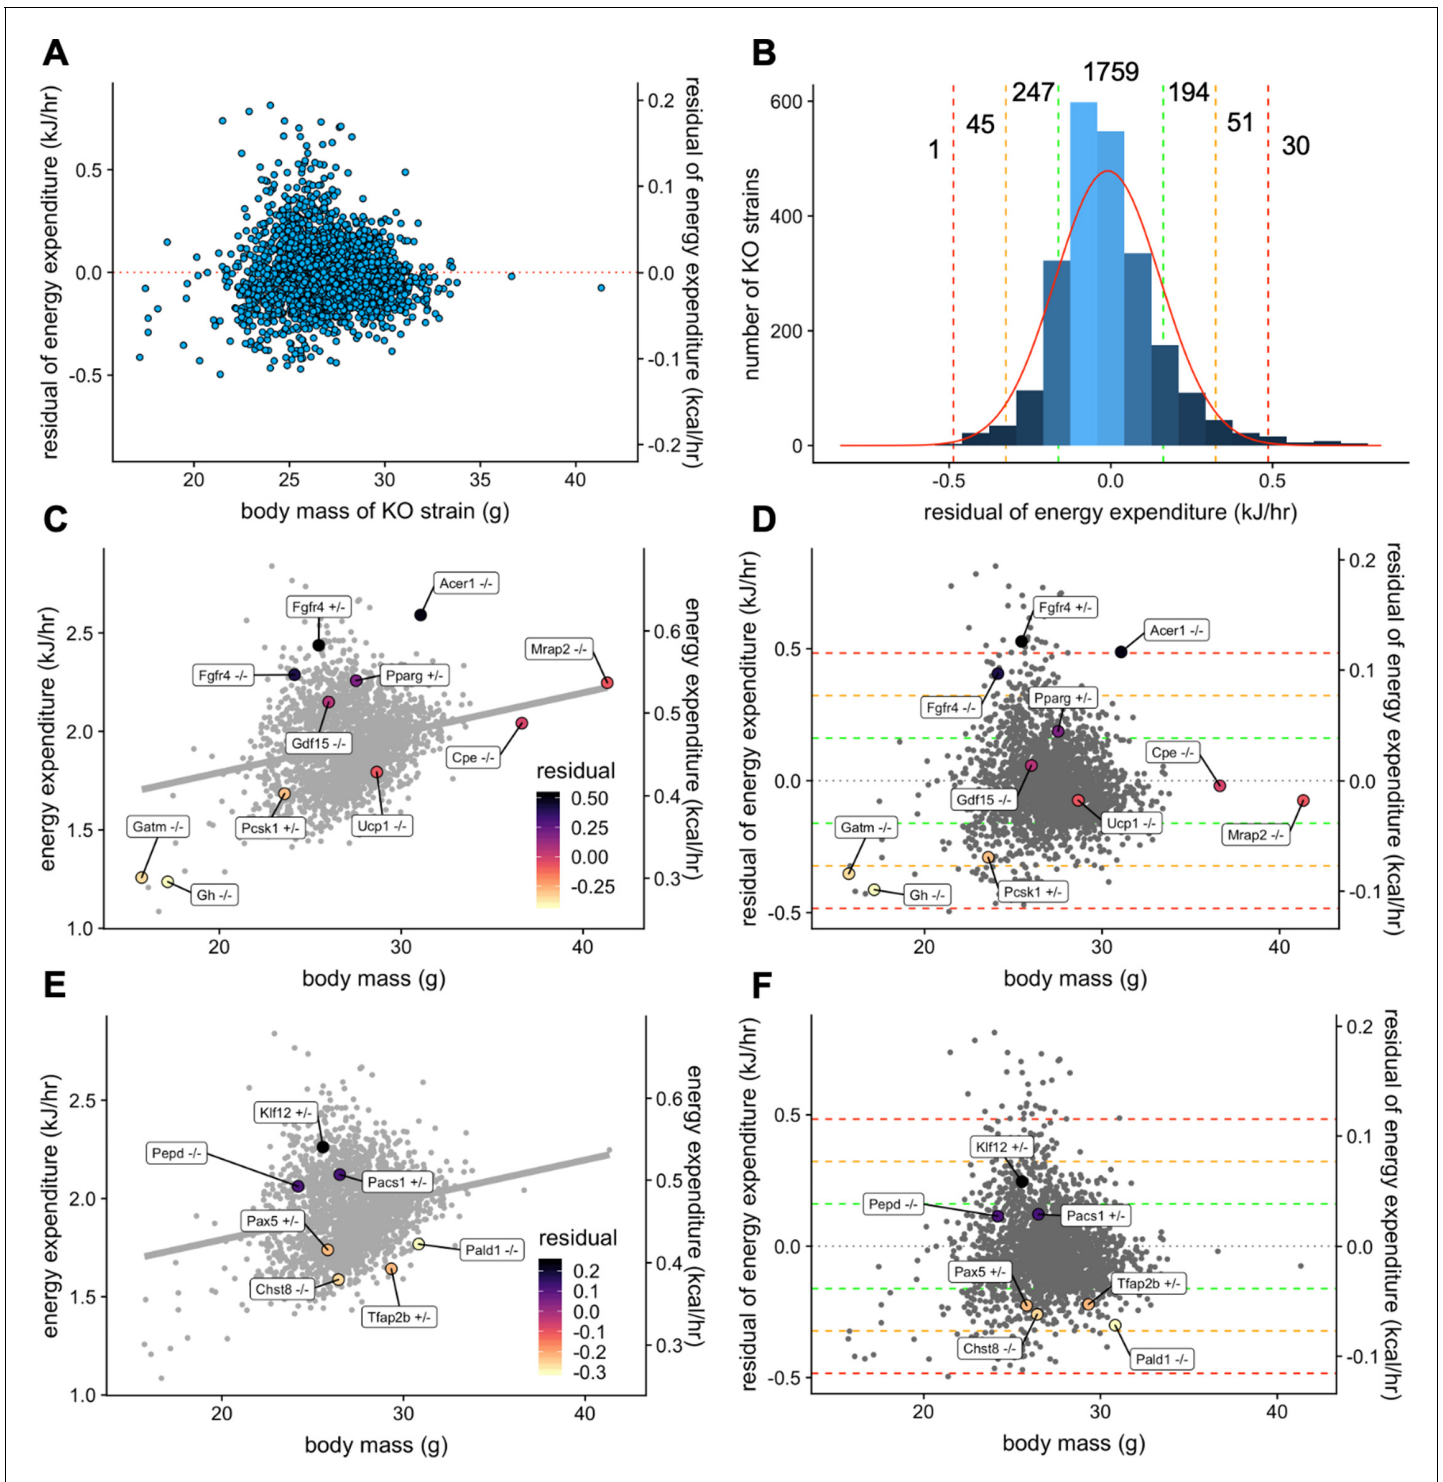 A
residual of energy expenditure (kJ/hr)
0.5
0.0
-0.5
20
25
30
35
40
body mass of KO strain (g)
0.2
0.1
0.0
-0.1
-0.2
residual of energy expenditure (kcal/hr)
B
number of KO strains
600
400
200
0
1
45
247
1759
194
51
30
-0.5
0.0
0.5
residual of energy expenditure (kJ/hr)
C
energy expenditure (kJ/hr)
2.5
2.0
1.5
1.0
Acer1 -/-
Fgfr4 +/-
Mrap2 -/-
Fgfr4 -/-
Pparg +/-
Gdf15 -/-
Cpe -/-
Gatm -/-
Pcsk1 +/-
Ucp1 -/-
Gh -/-
residual
0.50
0.25
0.00
-0.25
20
30
40
body mass (g)
0.6
0.5
0.4
0.3
energy expenditure (kcal/hr)
D
residual of energy expenditure (kJ/hr)
0.5
0.0
-0.5
Fgfr4 +/-
Acer1 -/-
Fgfr4 -/-
Pparg +/-
Cpe -/-
Gdf15 -/-
Ucp1 -/-
Mrap2 -/-
Gatm -/-
Gh -/-
Pcsk1 +/-
20
30
40
body mass (g)
0.2
0.1
0.0
-0.1
residual of energy expenditure (kcal/hr)
E
energy expenditure (kJ/hr)
2.5
2.0
1.5
1.0
Klf12 +/-
Pepd -/-
Pacs1 +/-
Pax5 +/-
Pald1 -/-
Chst8 -/-
Tfap2b +/-
residual
0.2
0.1
0.0
-0.1
-0.2
-0.3
20
30
40
body mass (g)
0.6
0.5
0.4
0.3
energy expenditure (kcal/hr)
F
residual of energy expenditure (kJ/hr)
0.5
0.0
-0.5
Klf12 +/-
Pepd -/-
Pacs1 +/-
Pax5 +/-
Tfap2b +/-
Chst8 -/-
Pald1 -/-
20
30
40
body mass (g)
0.2
0.1
0.0
-0.1
residual of energy expenditure (kcal/hr)